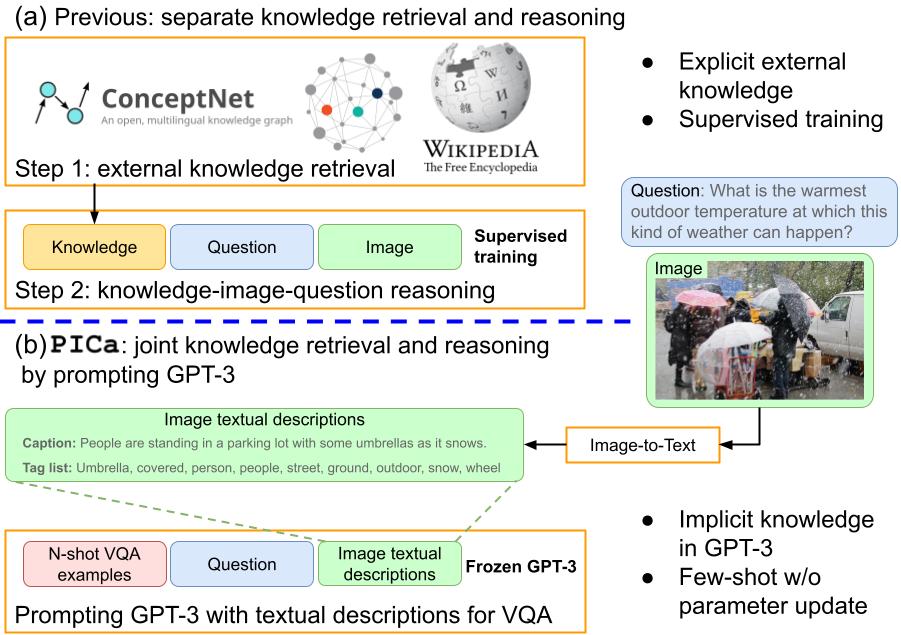 (a) Previous: separate knowledge retrieval and reasoning
ConceptNet
An open, multilingual knowledge graph
WIKIPEDIA
The Free Encyclopedia
Step 1: external knowledge retrieval
● Explicit external
knowledge
● Supervised training
Knowledge
Question
Image
Supervised
training
Step 2: knowledge-image-question reasoning
Question: What is the warmest
outdoor temperature at which this
kind of weather can happen?
Image
(b) PICa: joint knowledge retrieval and reasoning
by prompting GPT-3
Image textual descriptions
Caption: People are standing in a parking lot with some umbrellas as it snows.
Tag list: Umbrella, covered, person, people, street, ground, outdoor, snow, wheel
Image-to-Text
N-shot VQA
examples
Question
Image textual
descriptions
Frozen GPT-3
Prompting GPT-3 with textual descriptions for VQA
● Implicit knowledge
in GPT-3
● Few-shot w/o
parameter update